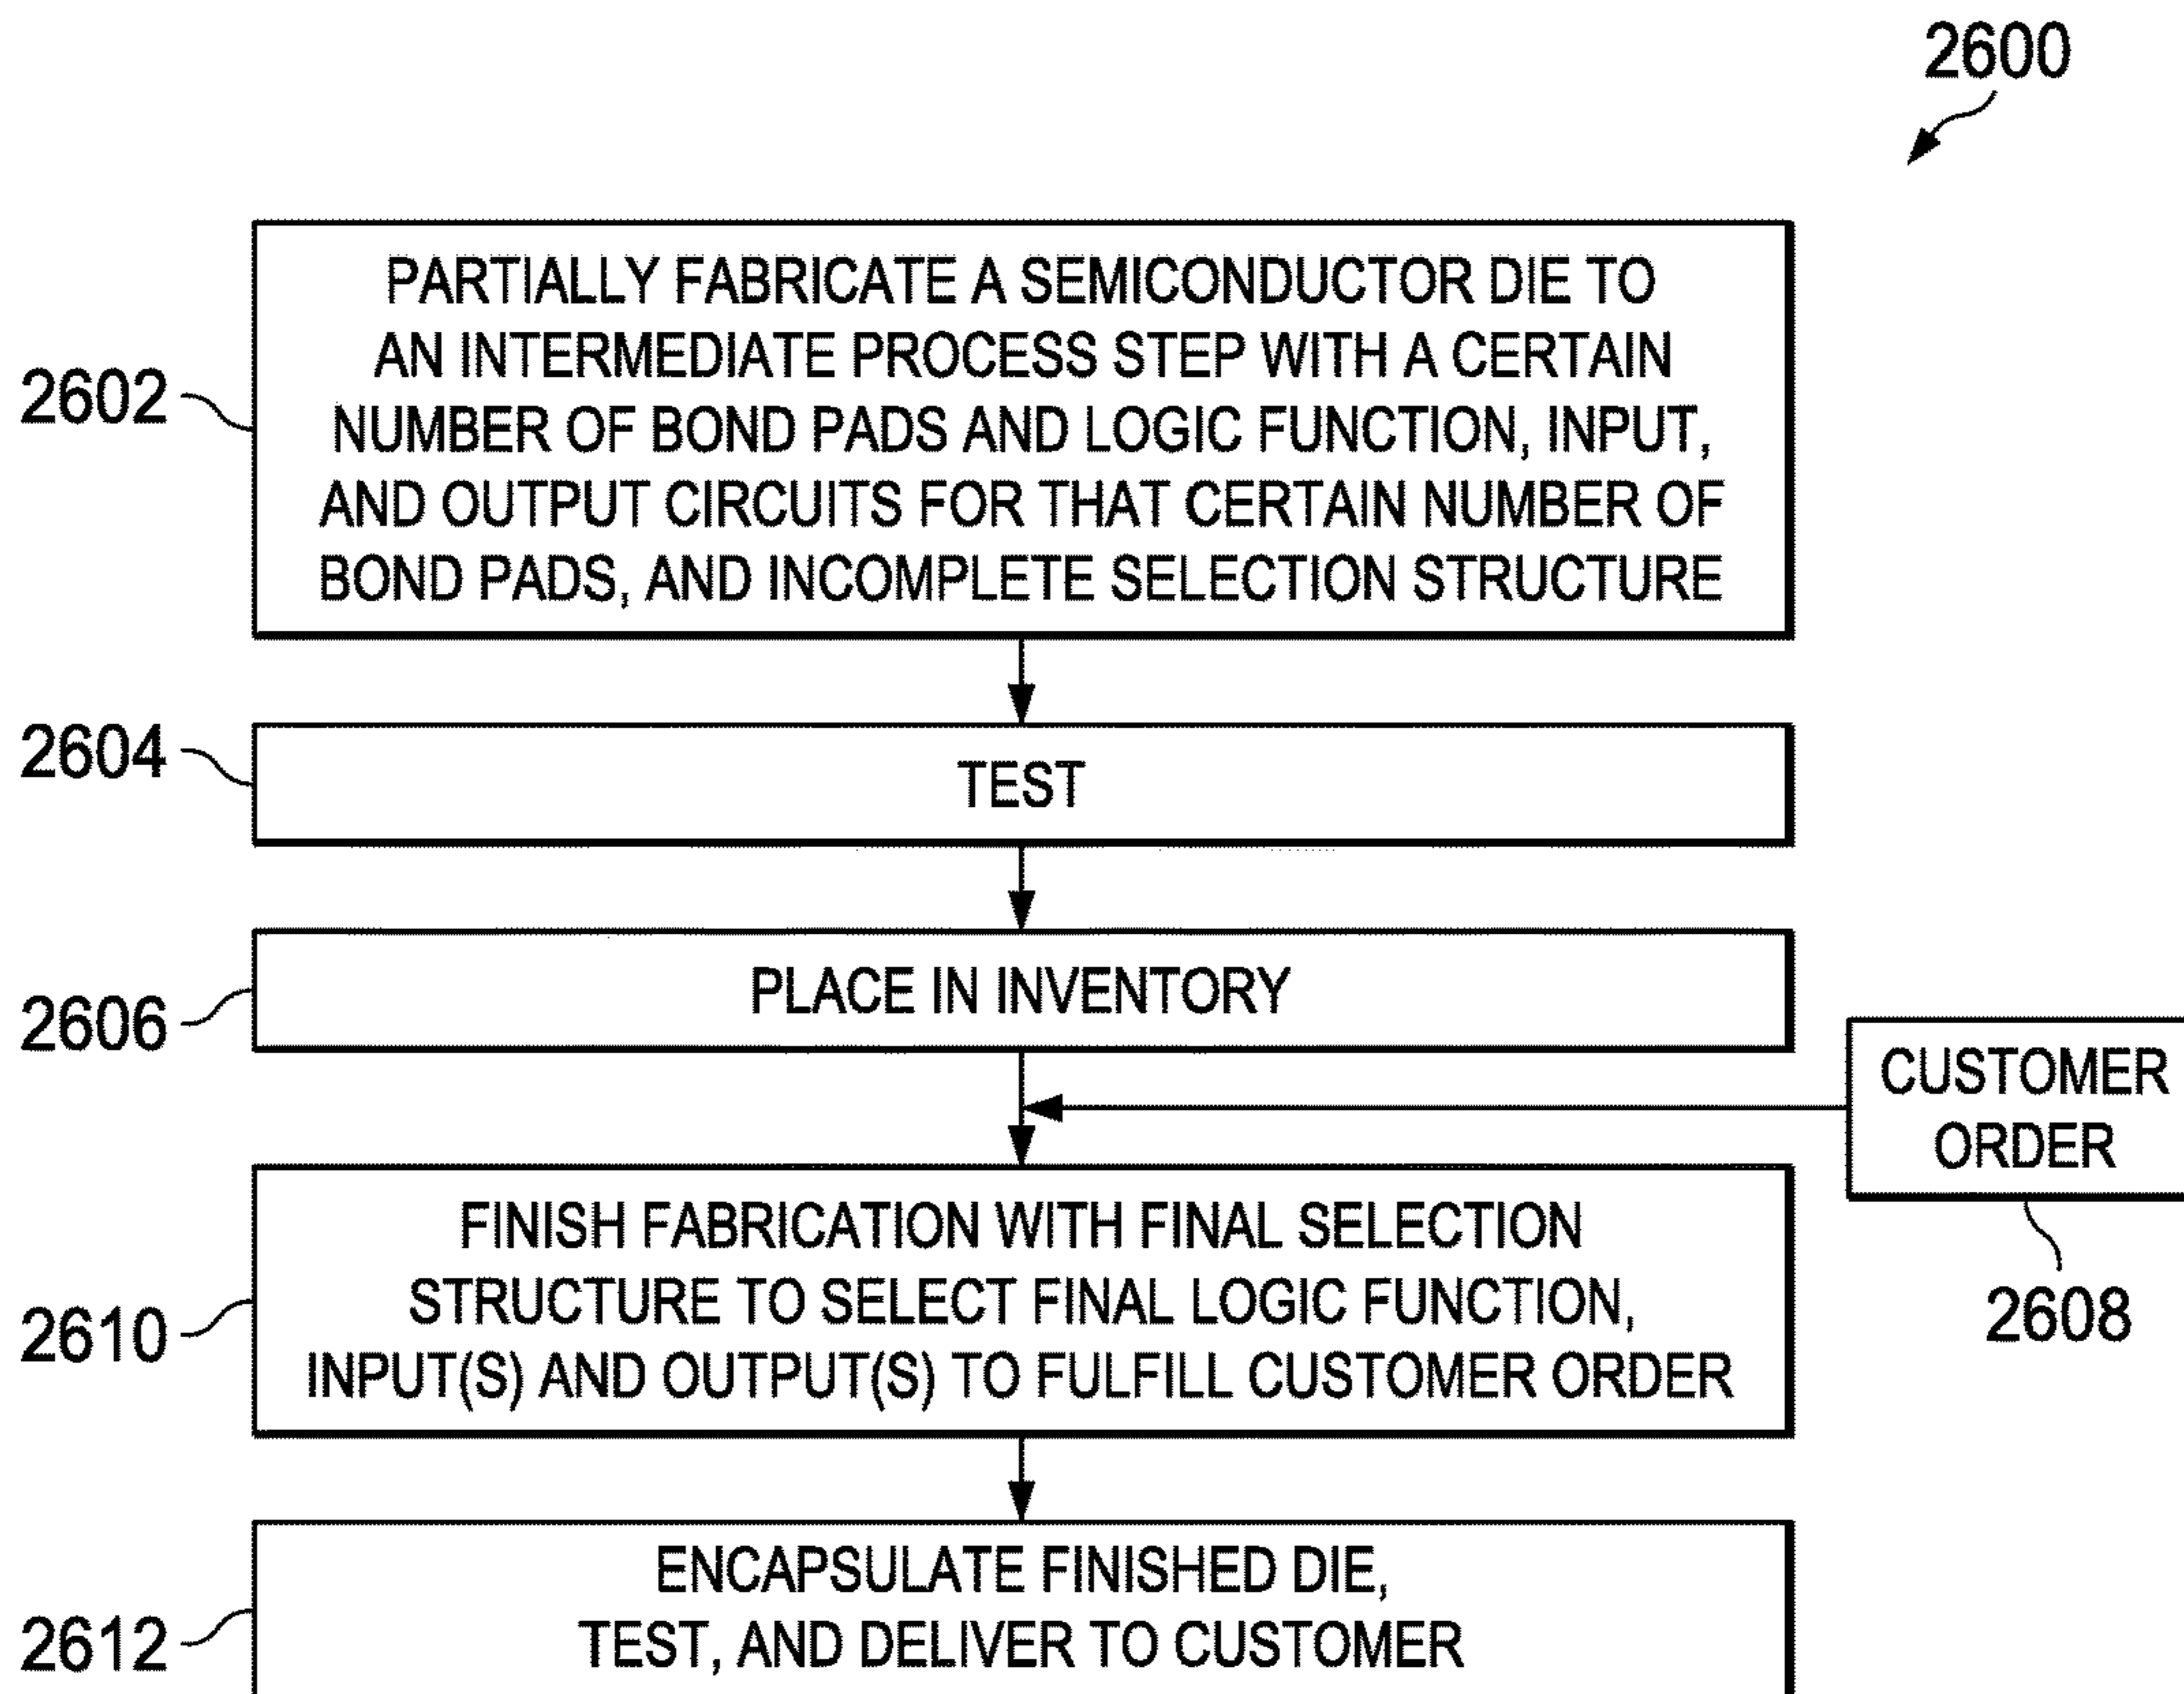 2600
2602
PARTIALLY FABRICATE A SEMICONDUCTOR DIE TO
AN INTERMEDIATE PROCESS STEP WITH A CERTAIN
NUMBER OF BOND PADS AND LOGIC FUNCTION, INPUT,
AND OUTPUT CIRCUITS FOR THAT CERTAIN NUMBER OF
BOND PADS, AND INCOMPLETE SELECTION STRUCTURE
2604
TEST
2606
PLACE IN INVENTORY
CUSTOMER
ORDER
2608
2610
FINISH FABRICATION WITH FINAL SELECTION
STRUCTURE TO SELECT FINAL LOGIC FUNCTION,
INPUT(S) AND OUTPUT(S) TO FULFILL CUSTOMER ORDER
2612
ENCAPSULATE FINISHED DIE,
TEST, AND DELIVER TO CUSTOMER